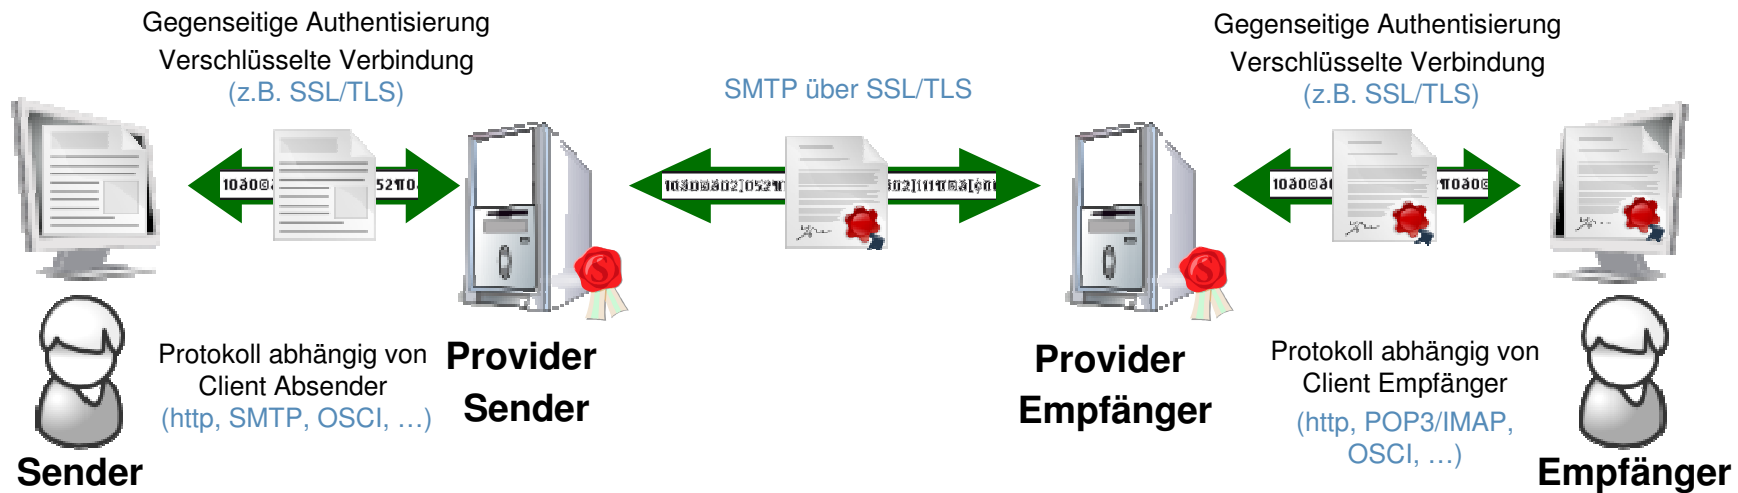 Gegenseitige Authentisierung
Verschlüsselte Verbindung
(z.B. SSL/TLS)
SMTP über SSL/TLS
Gegenseitige Authentisierung
Verschlüsselte Verbindung
(z.B. SSL/TLS)
Protokoll abhängig von
Client Absender
(http, SMTP, OSCI, …)
Sender
Provider
Sender
Provider
Empfänger
Protokoll abhängig von
Client Empfänger
(http, POP3/IMAP,
OSCI, …)
Empfänger